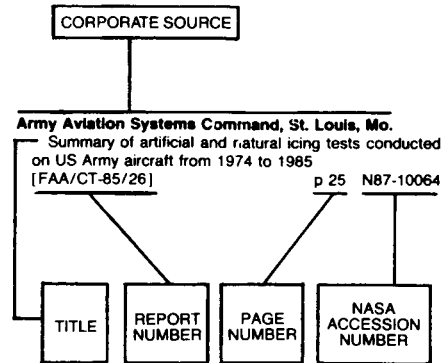 CORPORATE SOURCE
Army Aviation Systems Command, St. Louis, Mo.
Summary of artificial and natural icing tests conducted
on US Army aircraft from 1974 to 1985
[FAA/CT-85/26] p 25 N87-10064
TITLE
REPORT
NUMBER
PAGE
NUMBER
NASA
ACCESSION
NUMBER